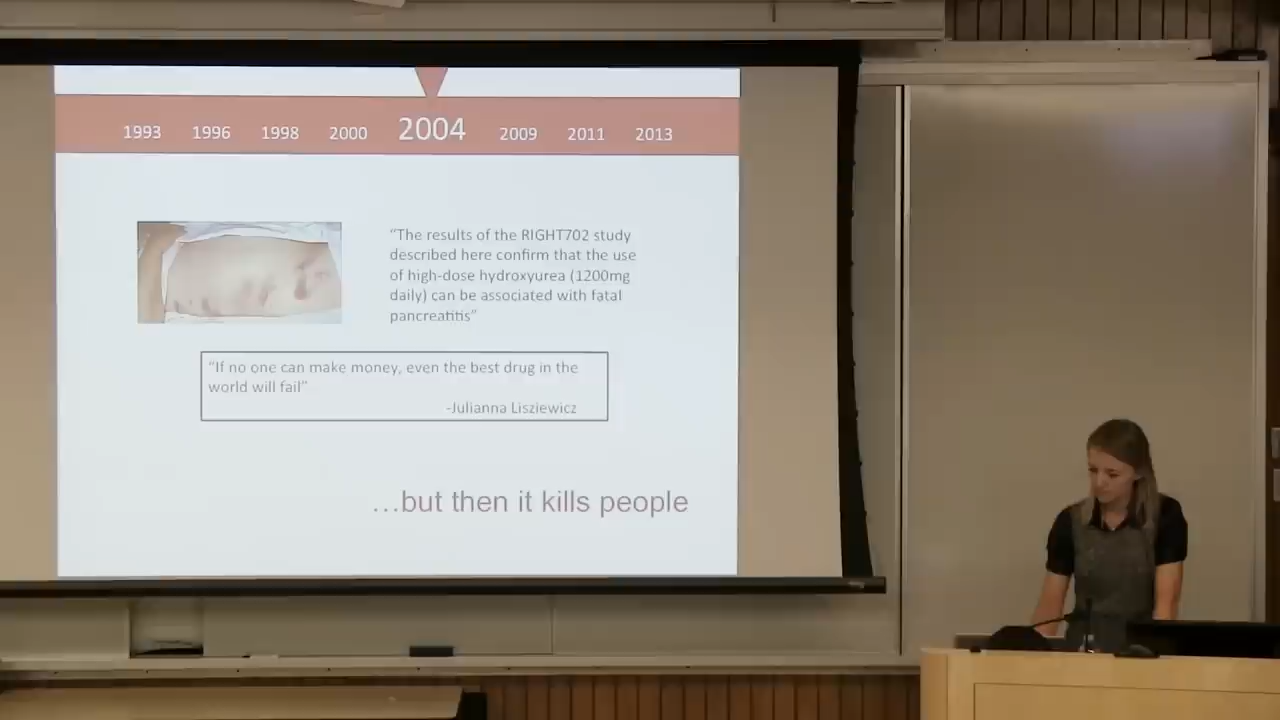 1993 1996 1998 2000 2004 2009 2011 2013
“The results of the RIGHT702 study
described here confirm that the use
of high-dose hydroxyurea (1200mg
daily) can be associated with fatal
pancreatitis”
“If no one can make money, even the best drug in the
world will fail”
-Julianna Lisziewicz
…but then it kills people